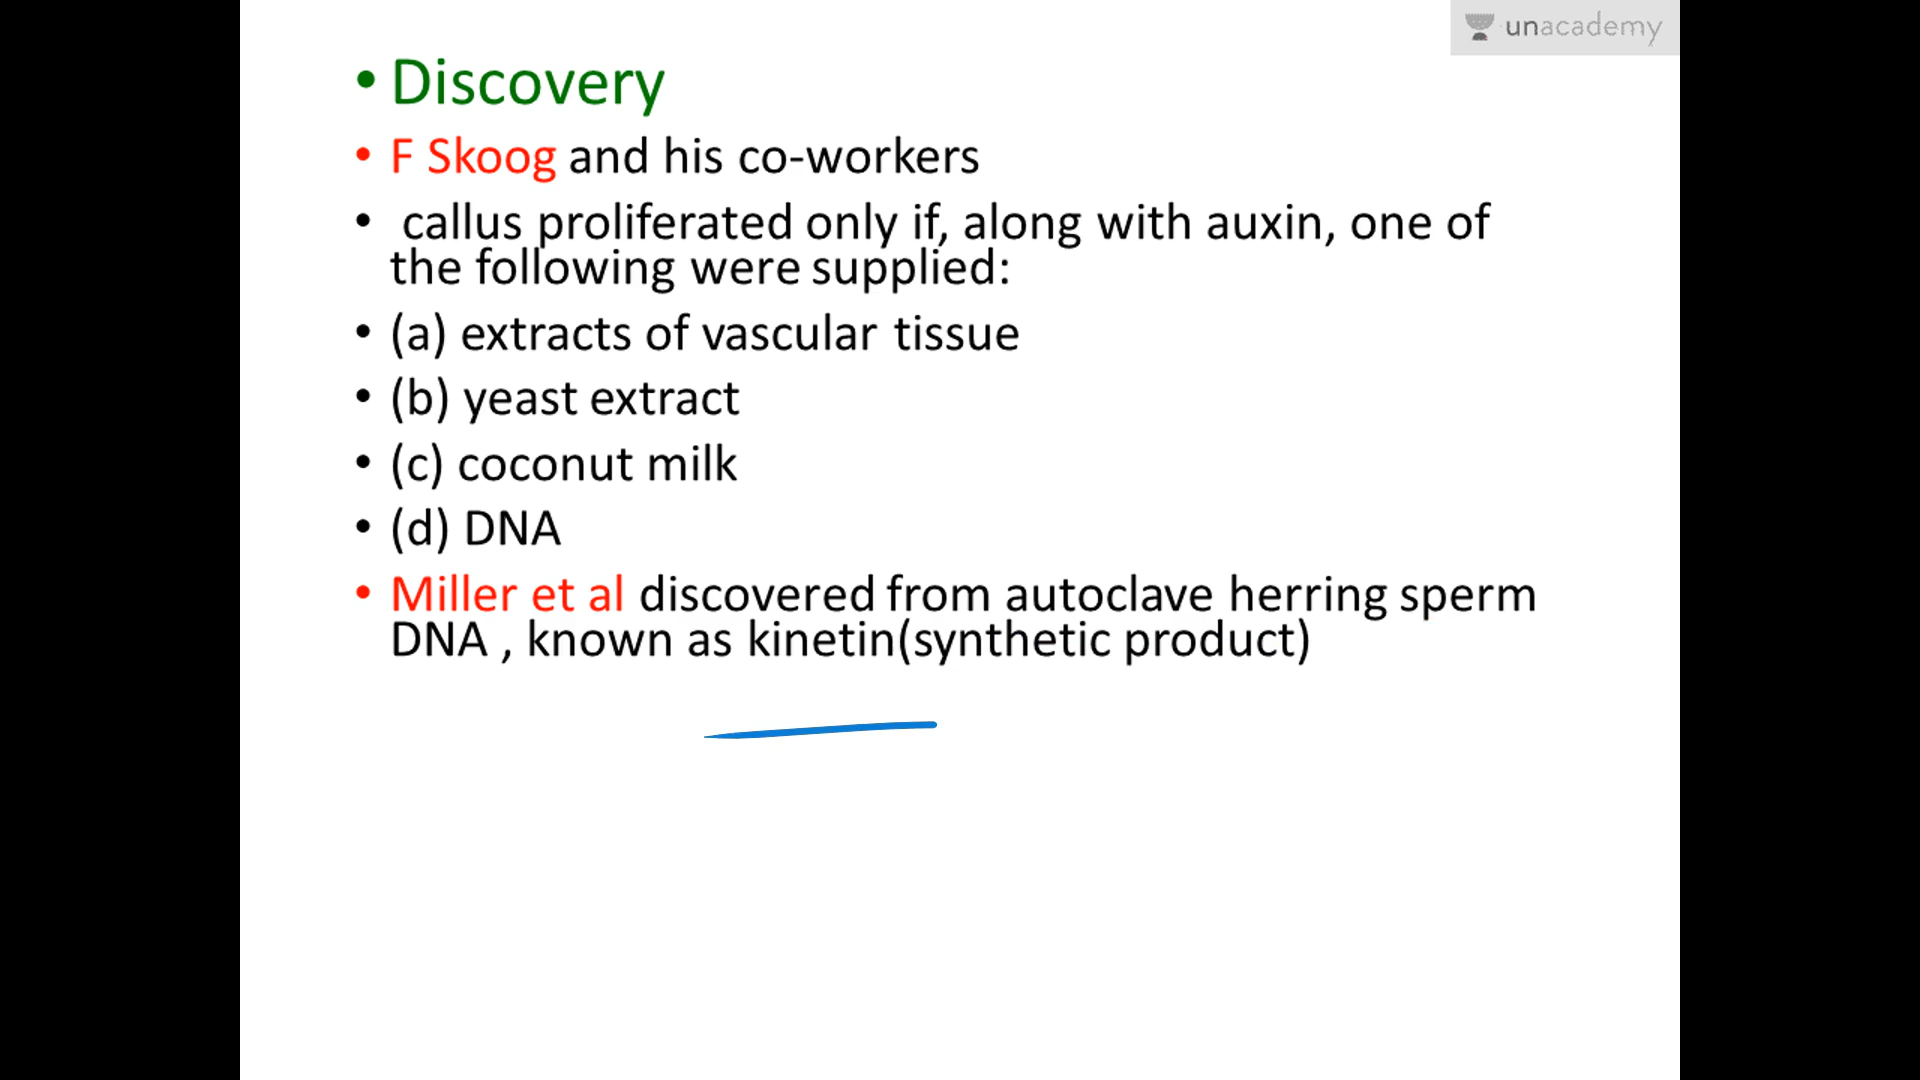 unacademy
• Discovery
• F Skoog and his co-workers
• callus proliferated only if, along with auxin, one of
the following were supplied:
• (a) extracts of vascular tissue
• (b) yeast extract
• (c) coconut milk
• (d) DNA
• Miller et al discovered from autoclave herring sperm
DNA , known as kinetin(synthetic product)